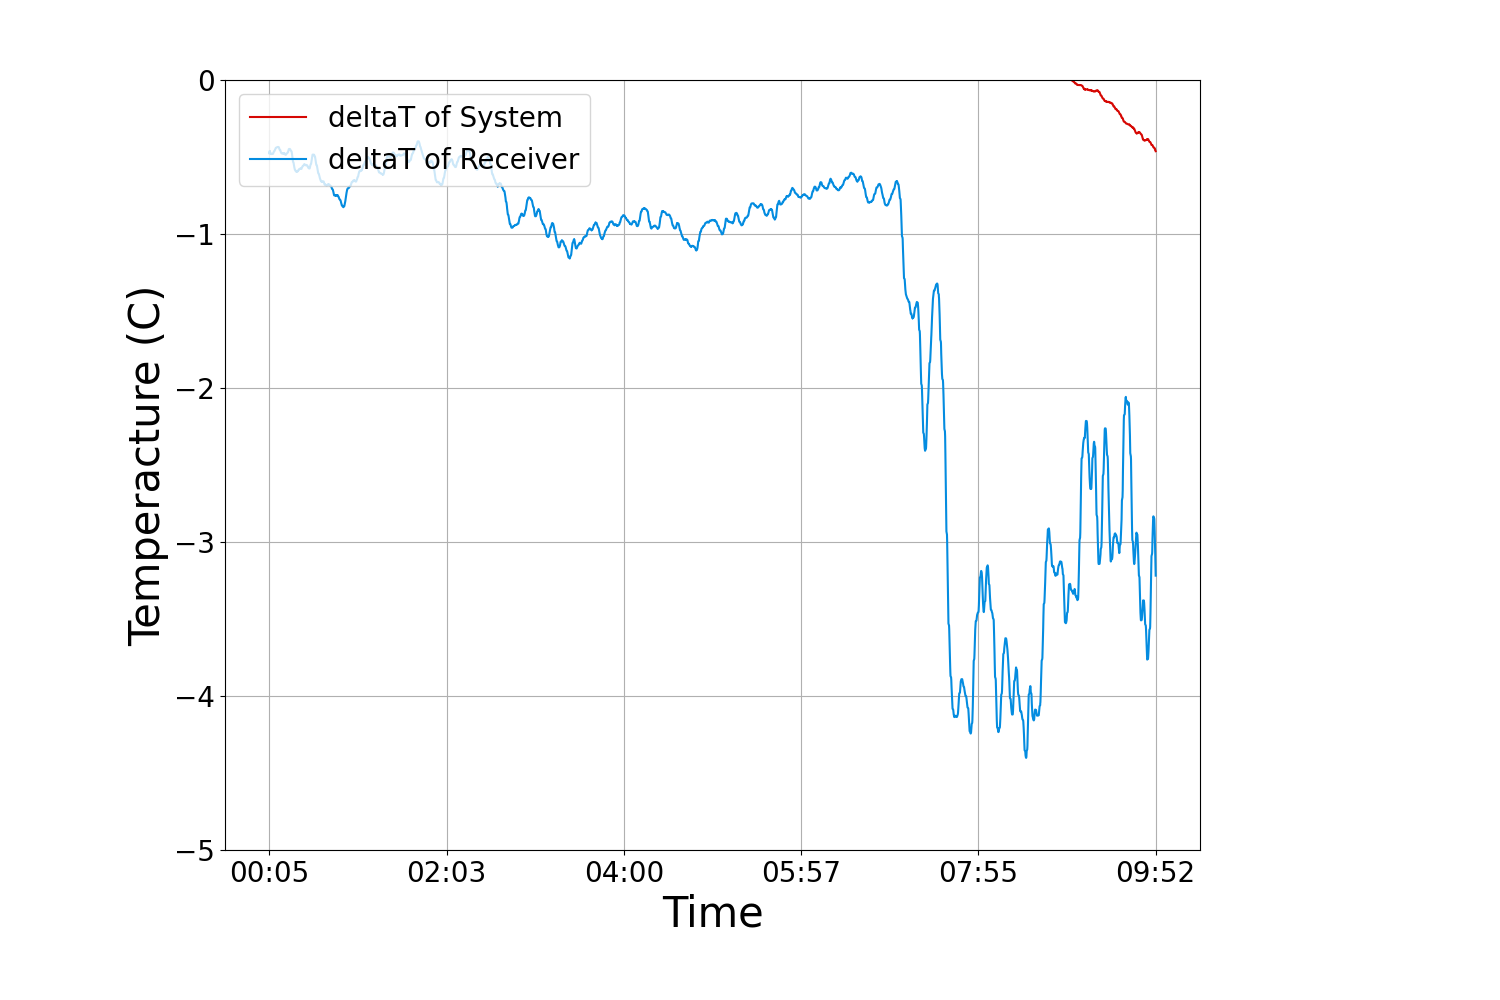 deltaT of System
deltaT of Receiver
Temperacture (C)
0
−1
−2
−3
−4
−5
00:05 02:03 04:00 05:57 07:55 09:52
Time